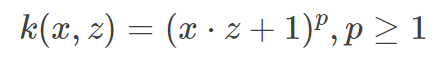 k(x, z) = (x · z + 1)ᵖ, p ≥ 1